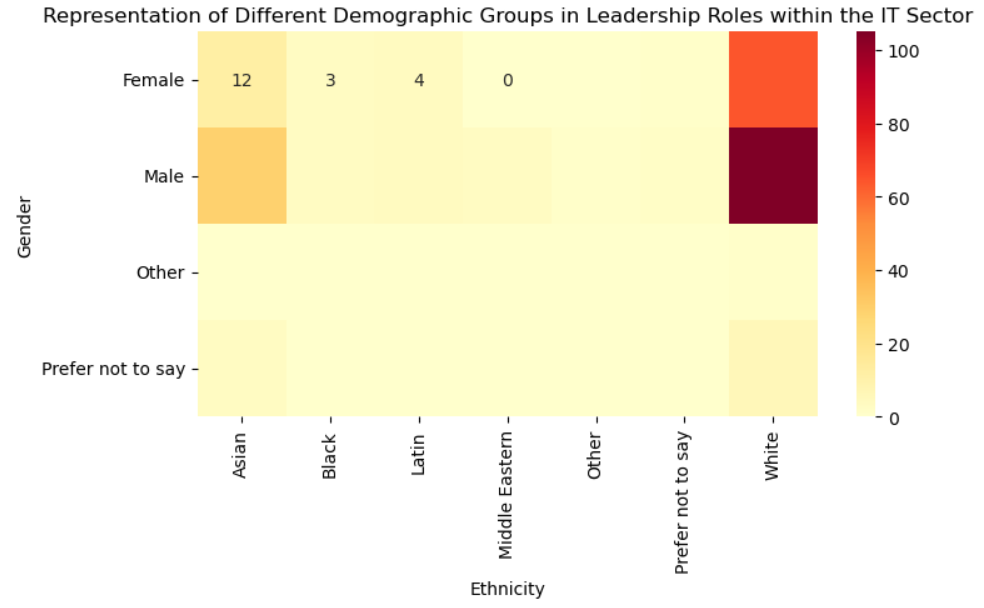 Representation of Different Demographic Groups in Leadership Roles within the IT Sector
Gender
Female
12 3 4 0
Male
Other
Prefer not to say
Asian
Black
Latin
Middle Eastern
Other
Prefer not to say
White
Ethnicity
100
80
60
40
20
0